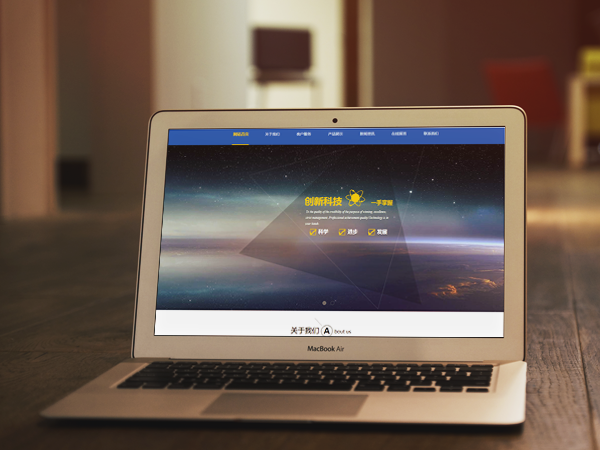 网站首页 关于我们 客户服务 产品展示 新闻资讯 在线留言 联系我们
创新科技 一手掌握
科学 进步 发展
关于我们 A bout us
MacBook Air